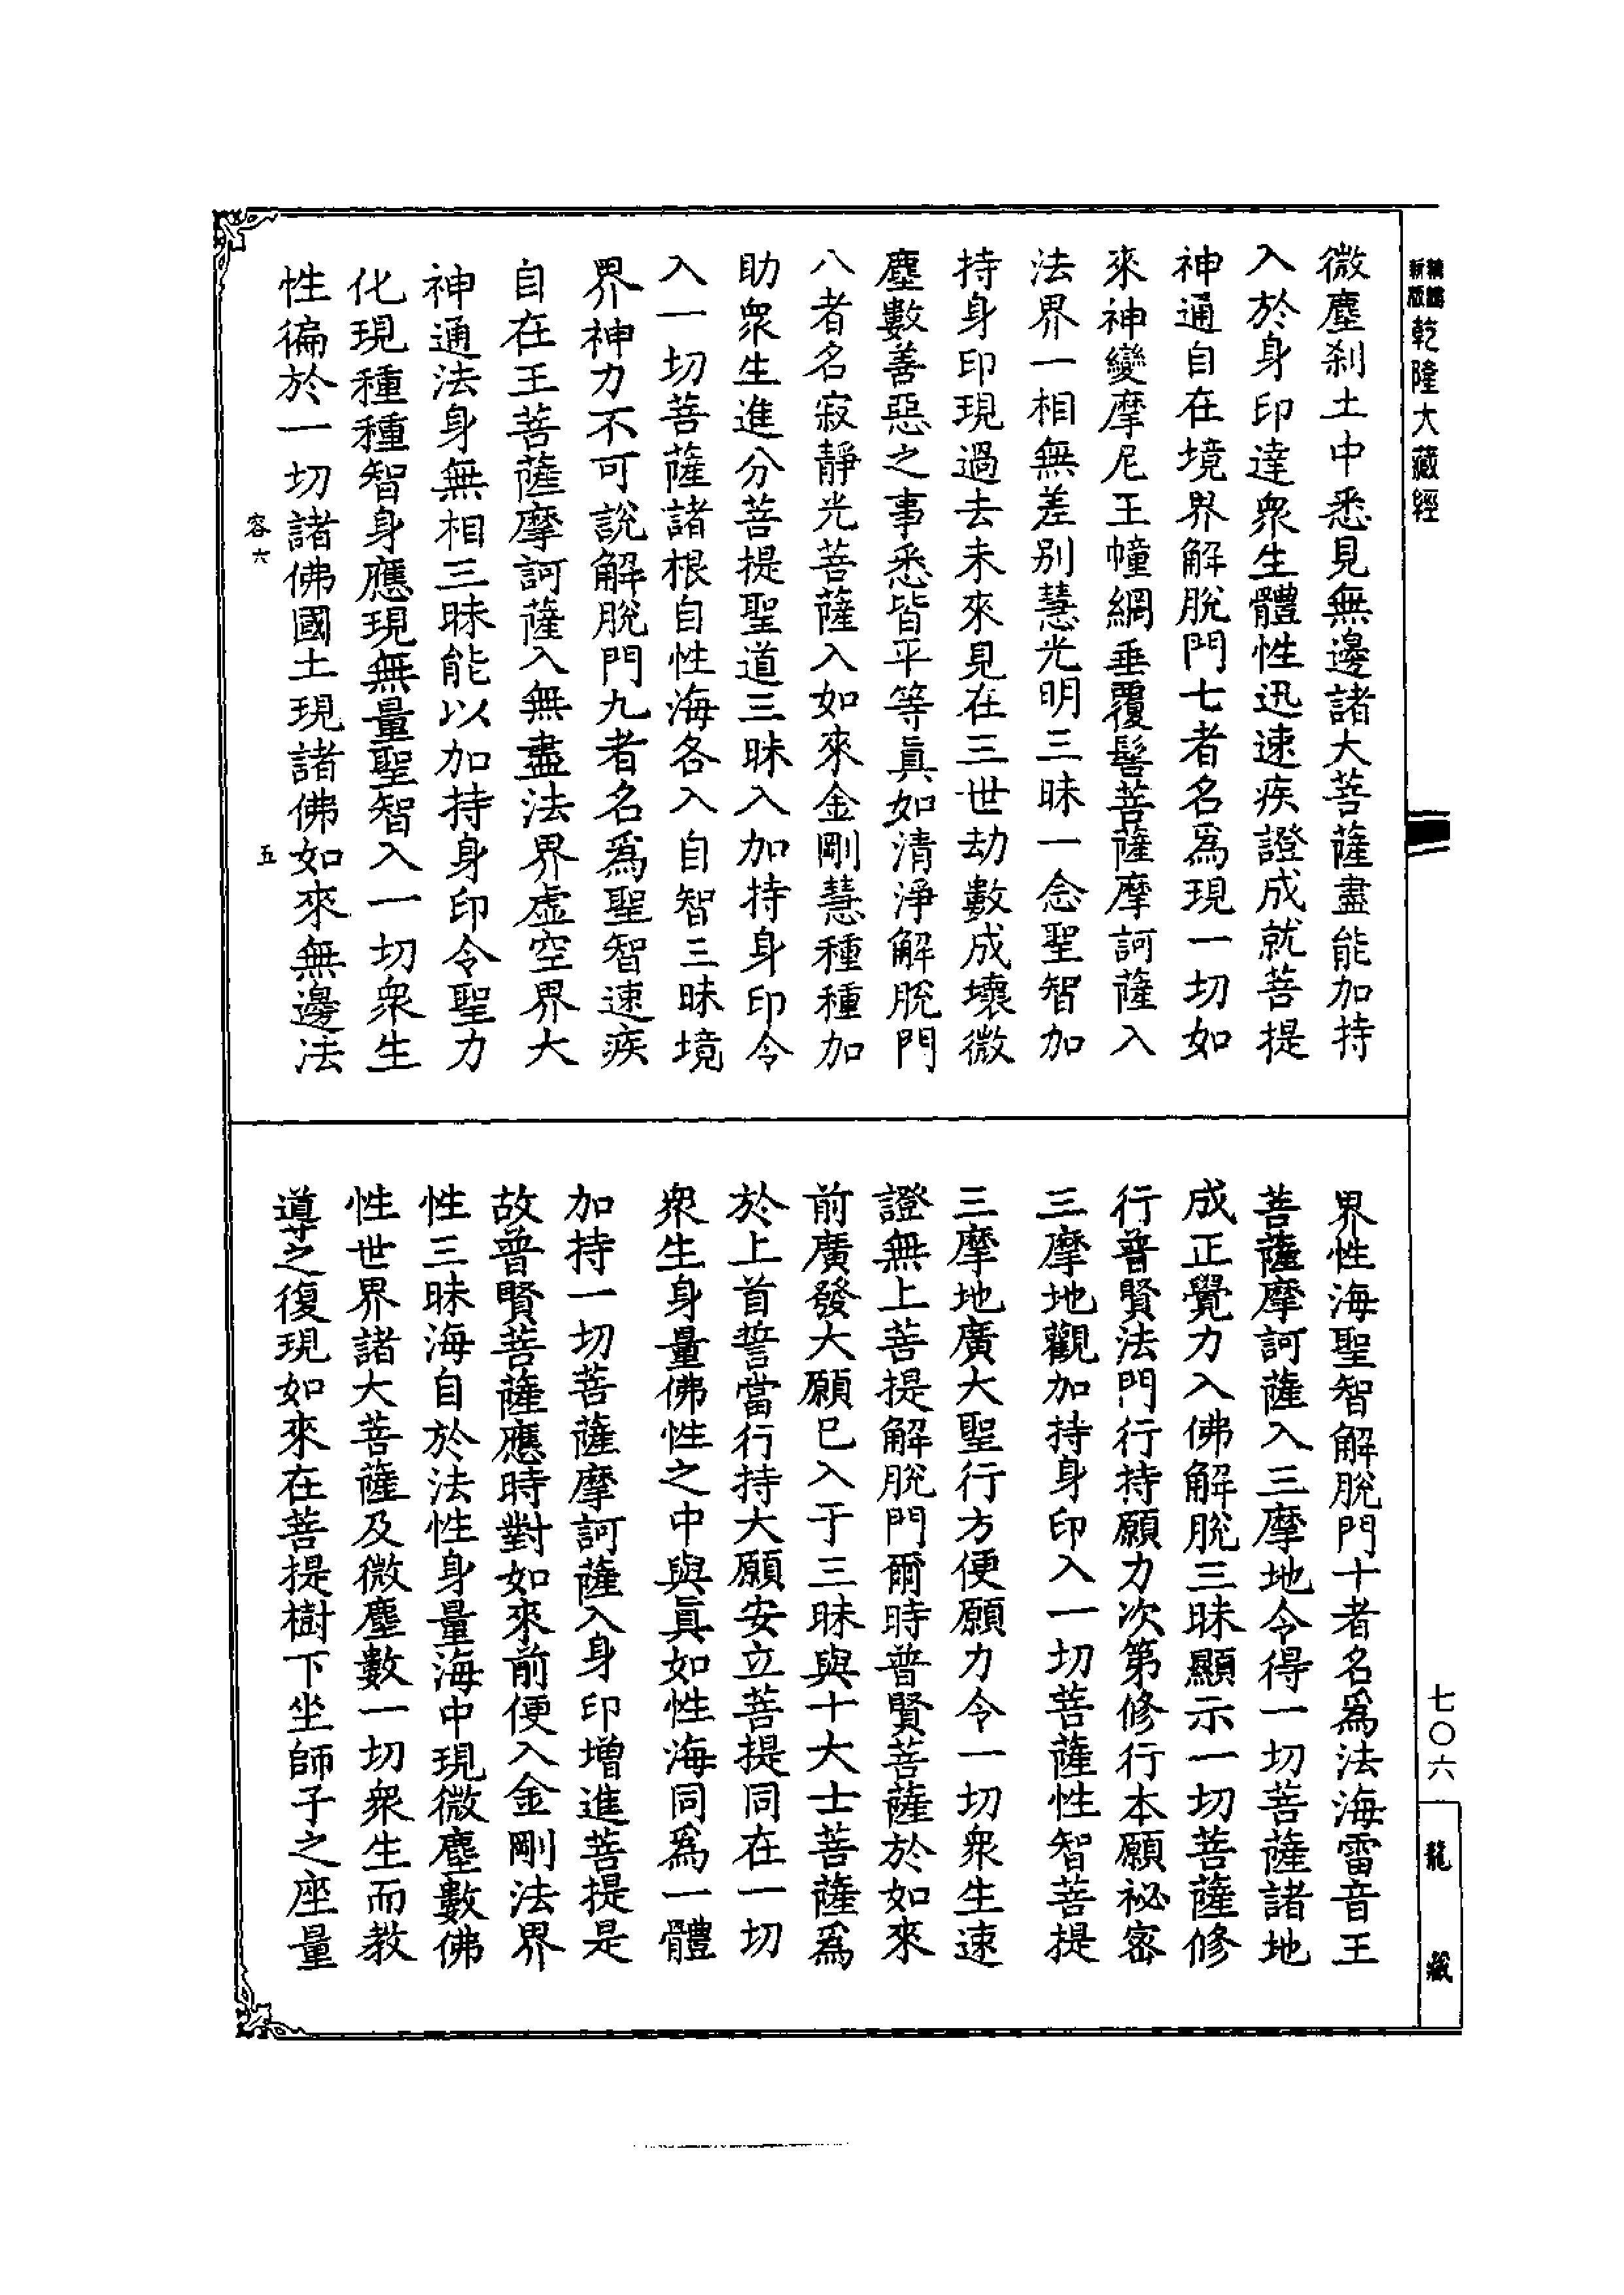 新編縮版
乾隆大藏經
微塵剎土中悉見無邊諸大菩薩盡能加持
入於身印達衆生體性迅速疾證成就菩提
神通自在境界解脫門七者名爲現一切如
來神變摩尼王幢網垂覆髻菩薩摩訶薩入
法界一相無差别慧光明三昧一念聖智加
持身印現過去未來見在三世劫數成壞微
塵數善惡之事悉皆平等眞如清淨解脫門
八者名寂靜光菩薩入如來金剛慧種種加
助衆生進分菩提聖道三昧入加持身印令
入一切菩薩諸根自性海各入自智三昧境
界神力不可說解脫門九者名爲聖智速疾
自在王菩薩摩訶薩入無盡法界虛空界大
神通法身無相三昧能以加持身印令聖力
化現種種智身應現無量聖智入一切衆生
性徧於一切諸佛國土現諸佛如來無邊法
容六
五
界性海聖智解脫門十者名爲法海雷音王
菩薩摩訶薩入三摩地令得一切菩薩諸地
成正覺力入佛解脫三昧顯示一切菩薩修
行普賢法門行持願力次第修行本願祕密
三摩地觀加持身印入一切菩薩性智菩提
三摩地廣大聖行方便願力令一切衆生速
證無上菩提解脫門爾時普賢菩薩於如來
前廣發大願已入于三昧與十大士菩薩爲
於上首誓當行持大願安立菩提同在一切
衆生身量佛性之中與眞如性海同爲一體
加持一切菩薩摩訶薩入身印增進菩提是
故普賢菩薩應時對如來前便入金剛法界
性三昧海自於法性身量海中現微塵數佛
性世界諸大菩薩及微塵數一切衆生而教
導之復現如來在菩提樹下坐師子之座量
七〇六
龍藏